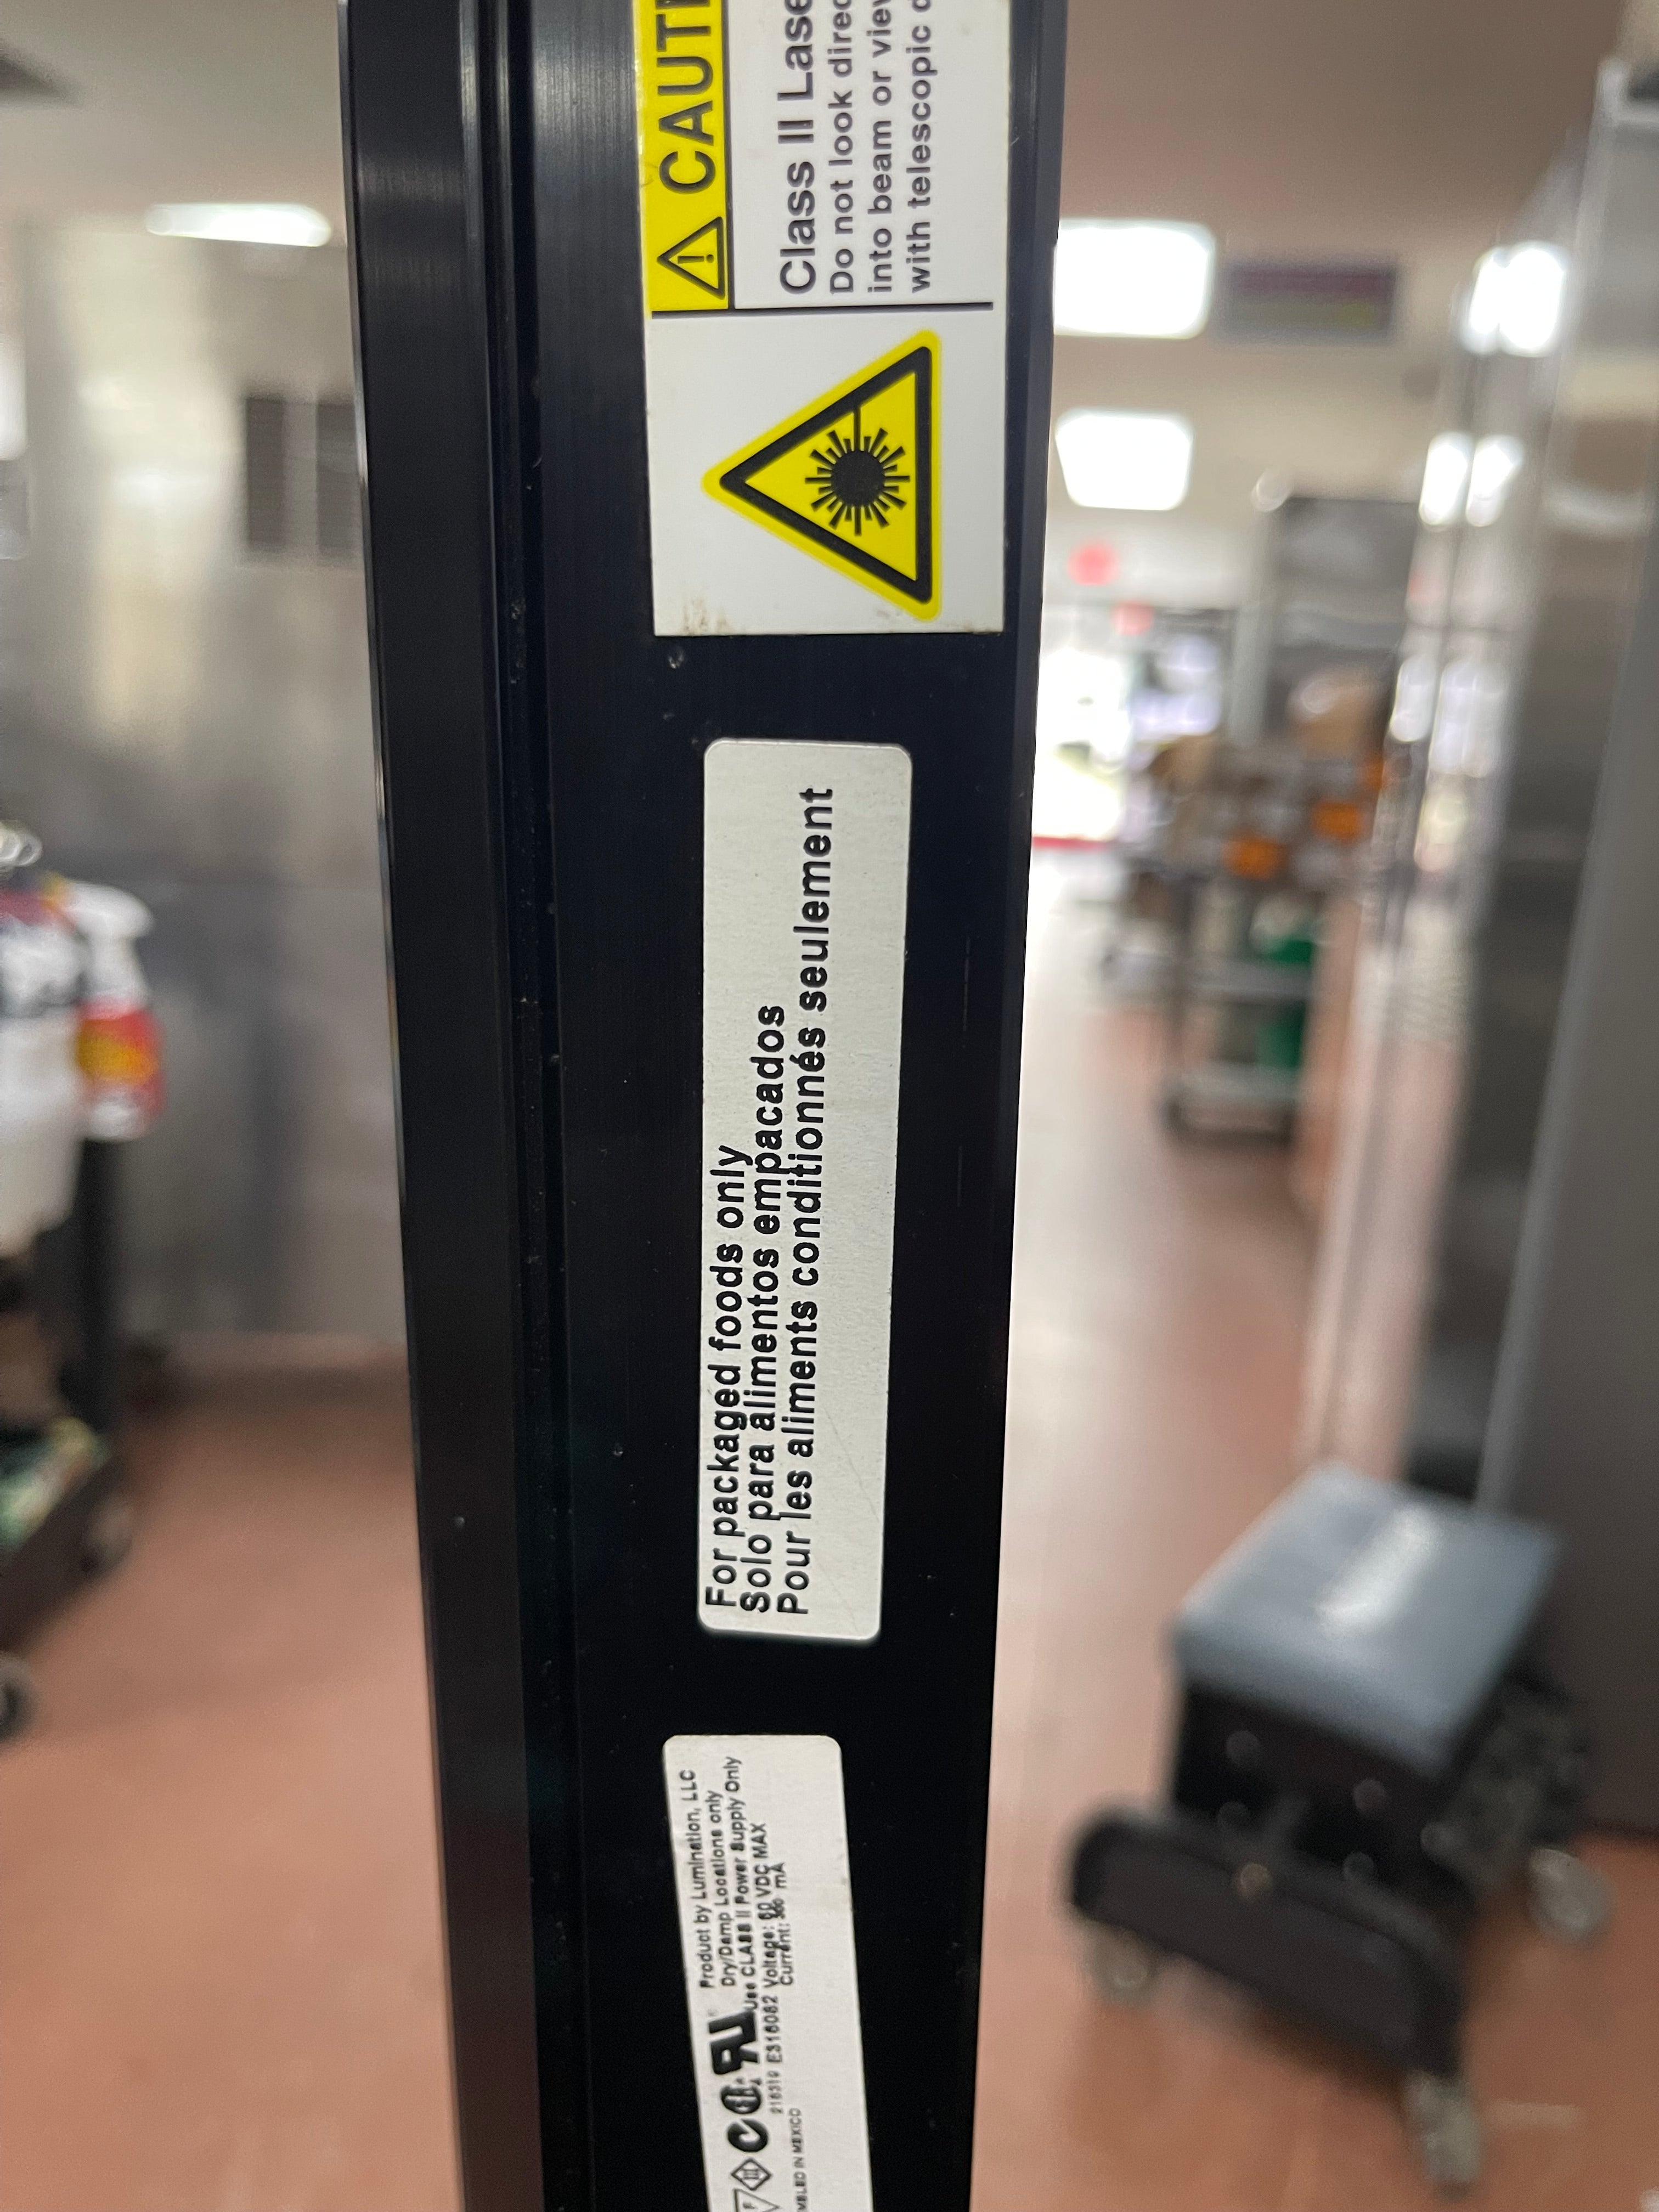 CAUTI
Class II Lase
Do not look direc
into beam or view
with telescopic
For packaged foods only
Solo para alimentos empacados
Pour les aliments conditionnés seulement
Product by Lumination, LLC
Dry/Damp Locations only
Use CLASS II Power Supply Only
E316082 Voltage: 60 VDC MAX
Current: mA
MBLED IN MEXICO